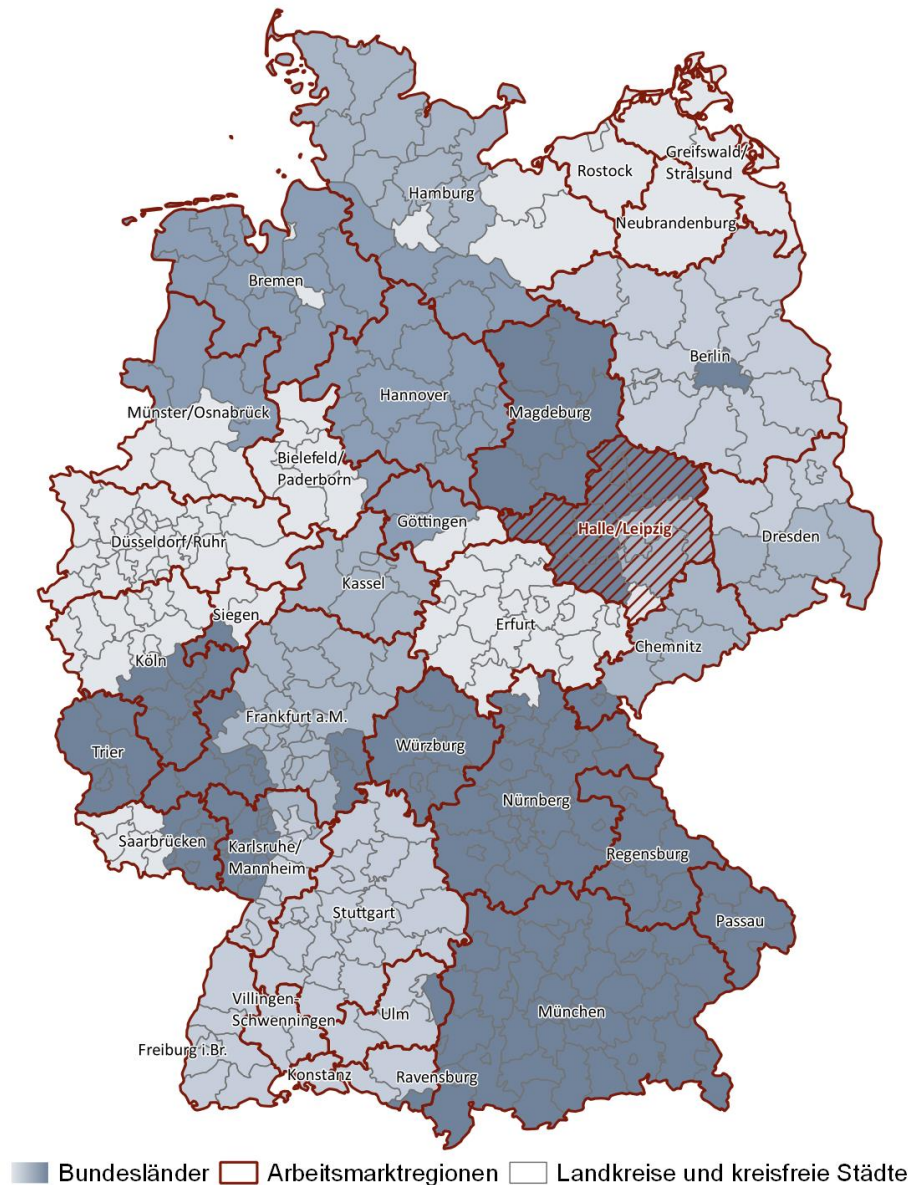 Hamburg
Rostock
Greifswald/
Stralsund
Neubrandenburg
Bremen
Berlin
Hannover
Magdeburg
Münster/Osnabrück
Bielefeld/
Paderborn
Göttingen
Halle/Leipzig
Dresden
Düsseldorf/Ruhr
Kassel
Siegen
Erfurt
Chemnitz
Köln
Frankfurt a.M.
Trier
Würzburg
Nürnberg
Saarbrücken
Karlsruhe/
Mannheim
Regensburg
Stuttgart
Passau
Villingen-
Schwenningen
Ulm
München
Freiburg i.Br.
Konstanz
Ravensburg
Bundesländer Arbeitsmarktregionen Landkreise und kreisfreie Städte